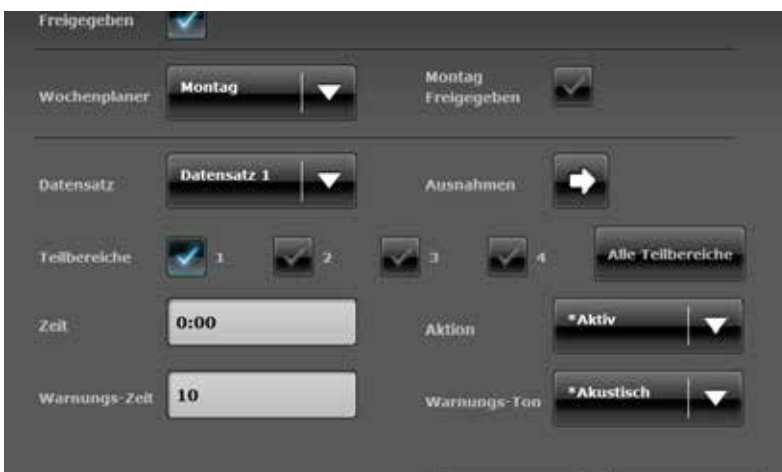 Freigegeben
Wochenplaner Montag Montag Freigegeben
Datensatz Datensatz 1 Ausnahmen
Teilbereiche 1 2 3 4 Alle Teilbereiche
Zeit 0:00 Aktion *Aktiv
Warnungs-Zeit 10 Warnungs-Ton *Akustisch